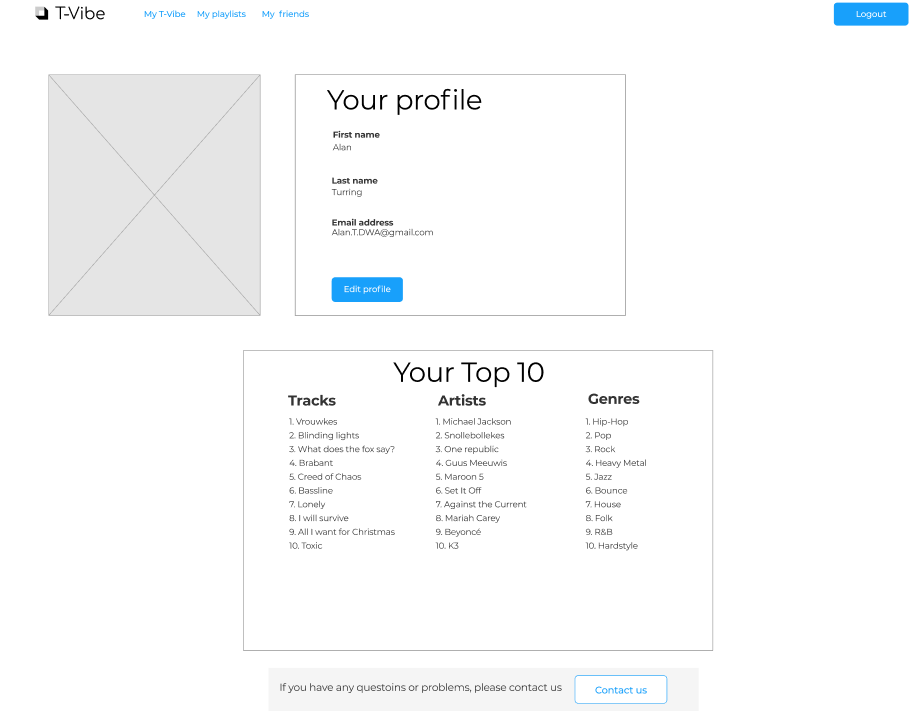 T-Vibe My T-Vibe My playlists My friends Logout
Your profile
First name
Alan
Last name
Turring
Email address
Alan.T.DWA@gmail.com
Edit profile
Your Top 10
Tracks
1. Vrouwkes
2. Blinding lights
3. What does the fox say?
4. Brabant
5. Creed of Chaos
6. Bassline
7. Lonely
8. I will survive
9. All I want for Christmas
10. Toxic
Artists
1. Michael Jackson
2. Snollebollekes
3. One republic
4. Guus Meeuwis
5. Maroon 5
6. Set It Off
7. Against the Current
8. Mariah Carey
9. Beyoncé
10. K3
Genres
1. Hip-Hop
2. Pop
3. Rock
4. Heavy Metal
5. Jazz
6. Bounce
7. House
8. Folk
9. R&B
10. Hardstyle
If you have any questoins or problems, please contact us Contact us